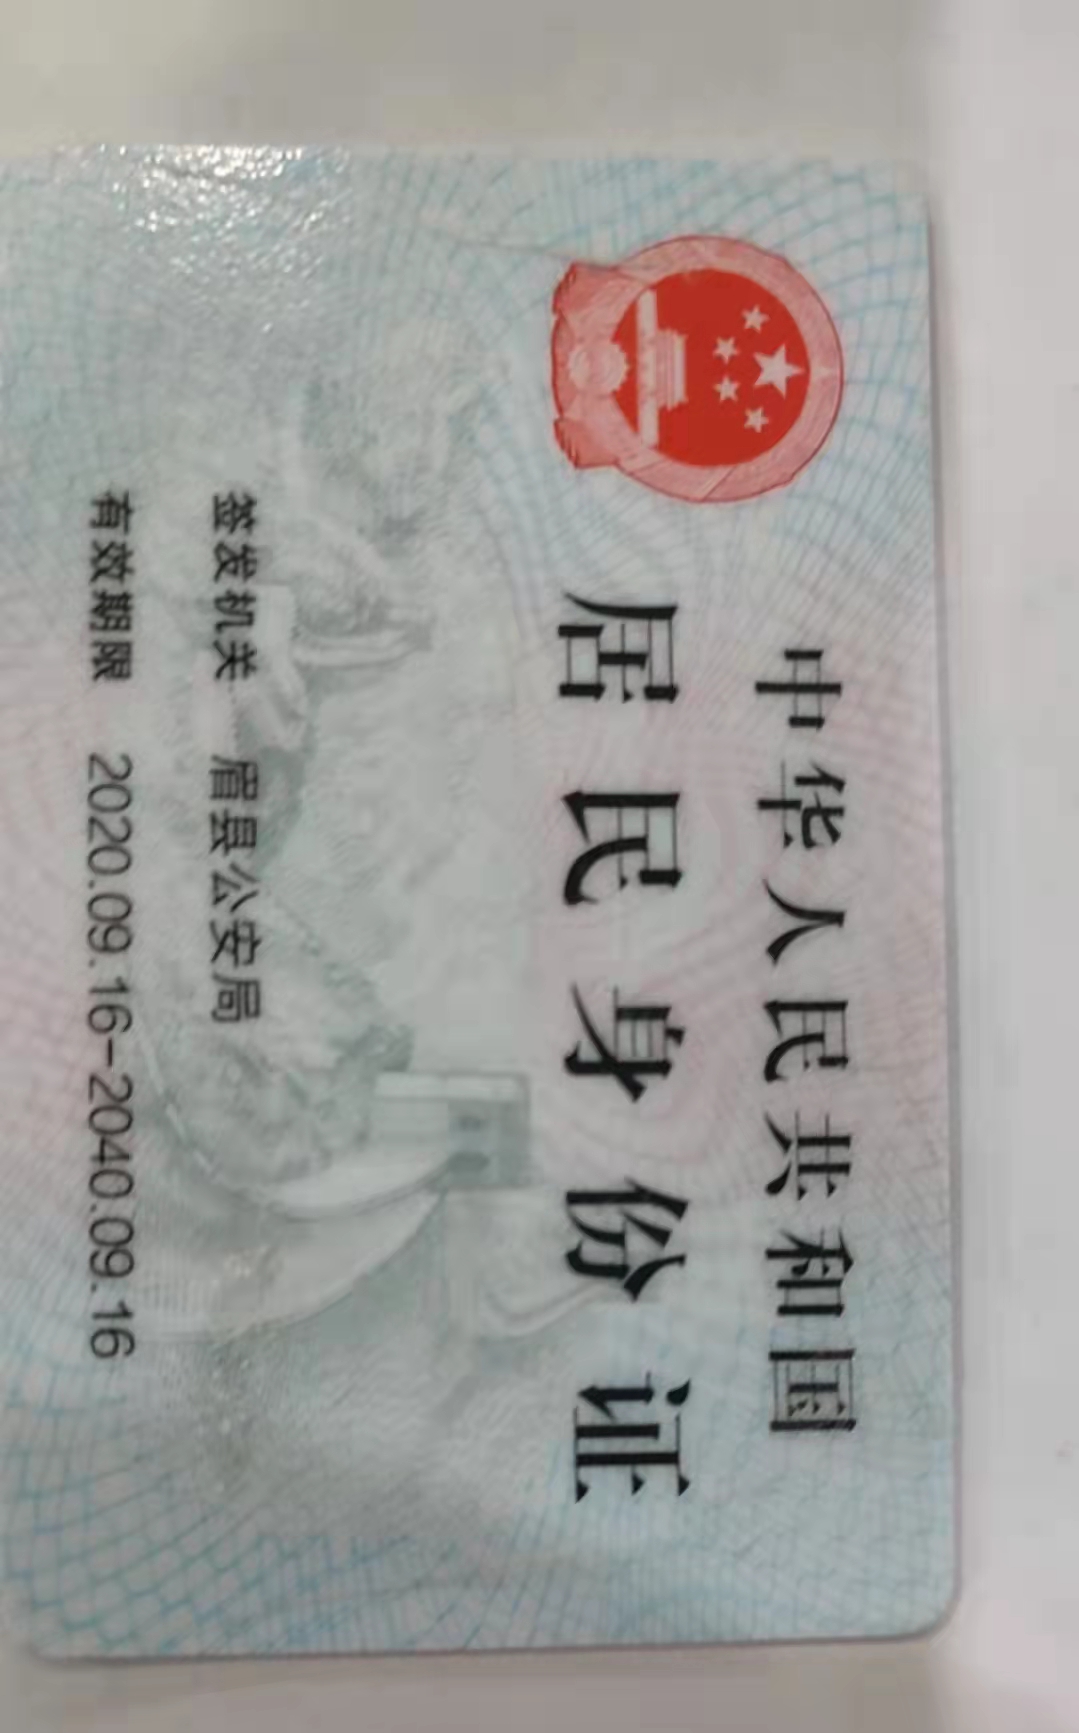 中华人民共和国
居民身份证
签发机关 眉县公安局
有效期限 2020.09.16-2040.09.16